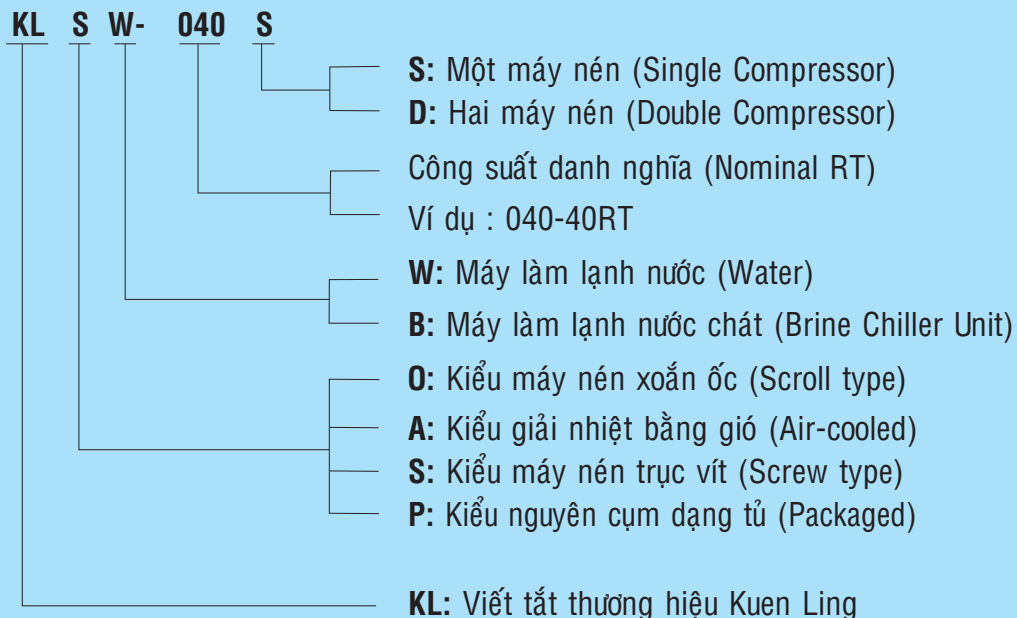 KL S W- 040 S
S: Một máy nén (Single Compressor)
D: Hai máy nén (Double Compressor)
Công suất danh nghĩa (Nominal RT)
Ví dụ : 040-40RT
W: Máy làm lạnh nước (Water)
B: Máy làm lạnh nước chát (Brine Chiller Unit)
O: Kiểu máy nén xoắn ốc (Scroll type)
A: Kiểu giải nhiệt bằng gió (Air-cooled)
S: Kiểu máy nén trục vít (Screw type)
P: Kiểu nguyên cụm dạng tủ (Packaged)
KL: Viết tắt thương hiệu Kuen Ling